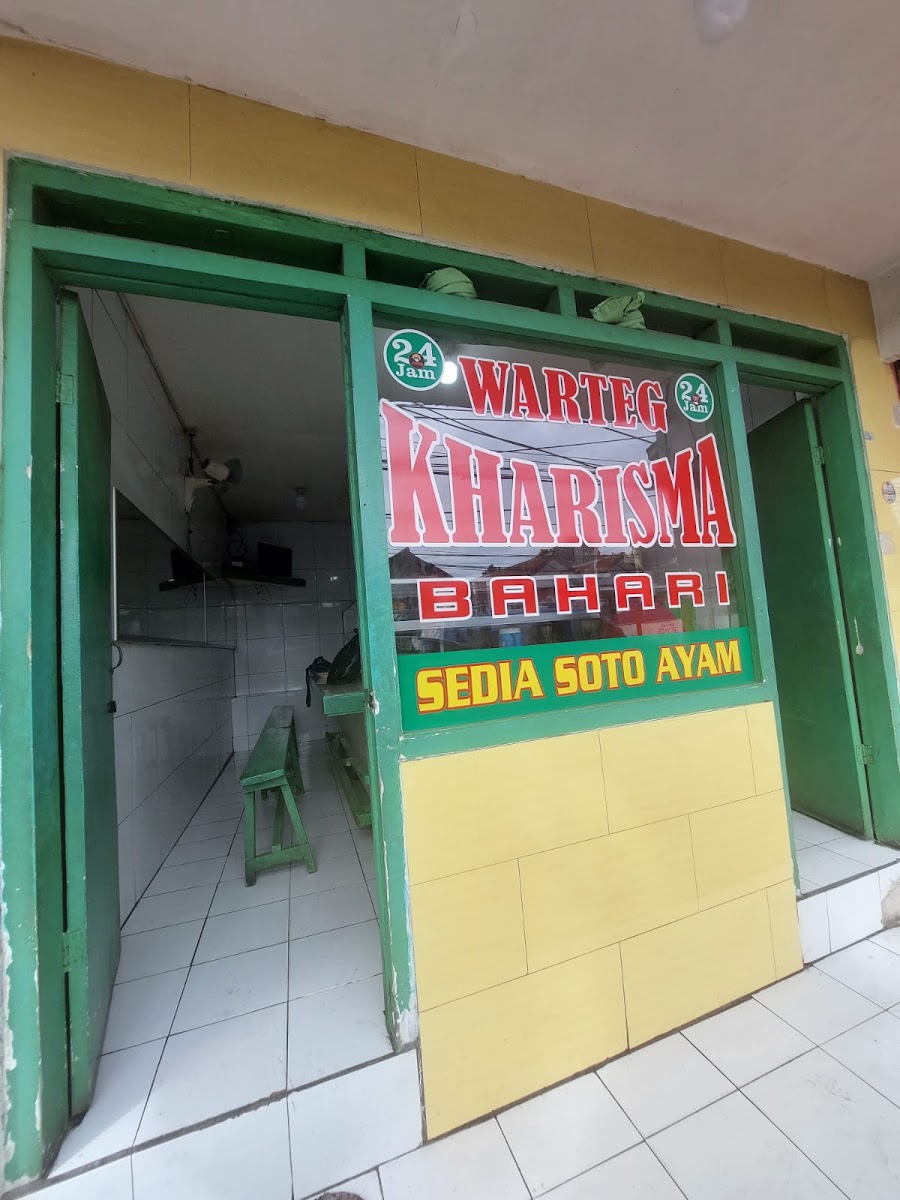 24
Jam
WARTEG
24
Jam
KHARISMA
BAHARI
SEDIA SOTO AYAM